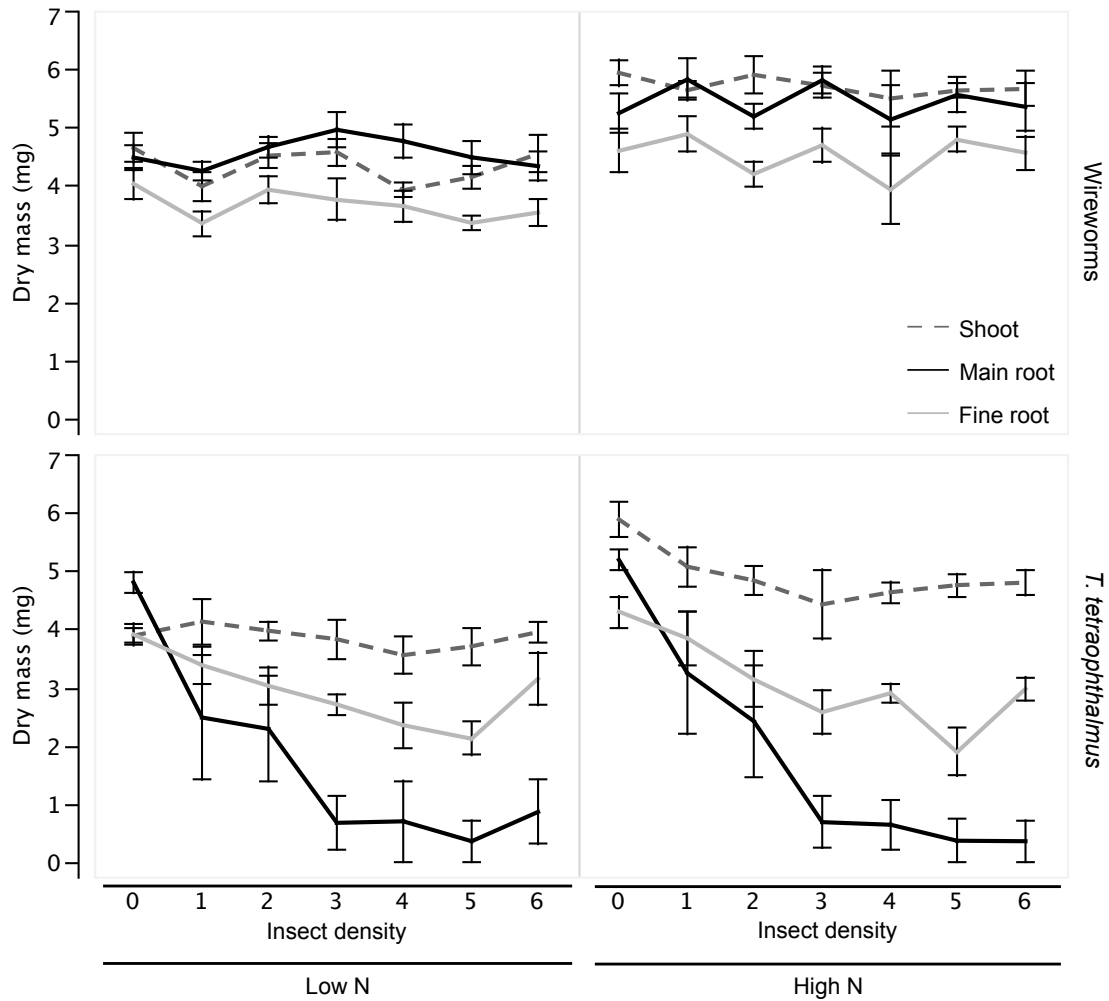 7
6
5
4
3
2
1
0
Dry mass (mg)
Wireworms
Shoot
Main root
Fine root
7
6
5
4
3
2
1
0
Dry mass (mg)
T. tetraophthalmus
0 1 2 3 4 5 6
0 1 2 3 4 5 6
Insect density
Insect density
Low N
High N